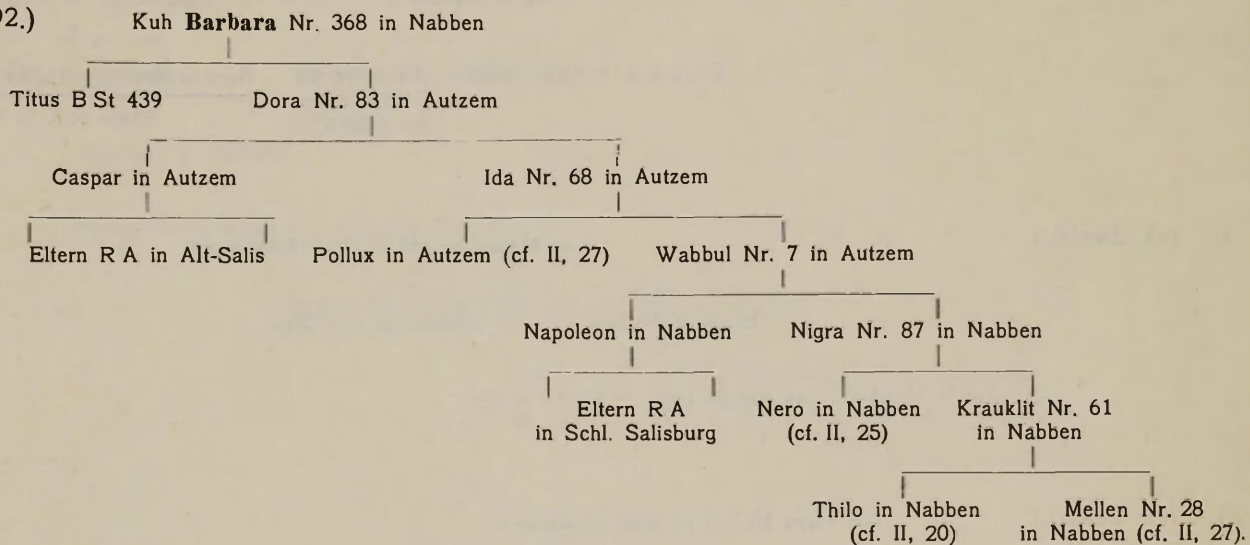 92.) Kuh Barbara Nr. 368 in Nabben
Titus B St 439 Dora Nr. 83 in Autzem
Caspar in Autzem Ida Nr. 68 in Autzem
Eltern R A in Alt-Salis Pollux in Autzem (cf. II, 27) Wabbul Nr. 7 in Autzem
Napoleon in Nabben Nigra Nr. 87 in Nabben
Eltern R A Nero in Nabben Krauklit Nr. 61
in Schl. Salisburg (cf. II, 25) in Nabben
Thilo in Nabben Mellen Nr. 28
(cf. II, 20) in Nabben (cf. II, 27).